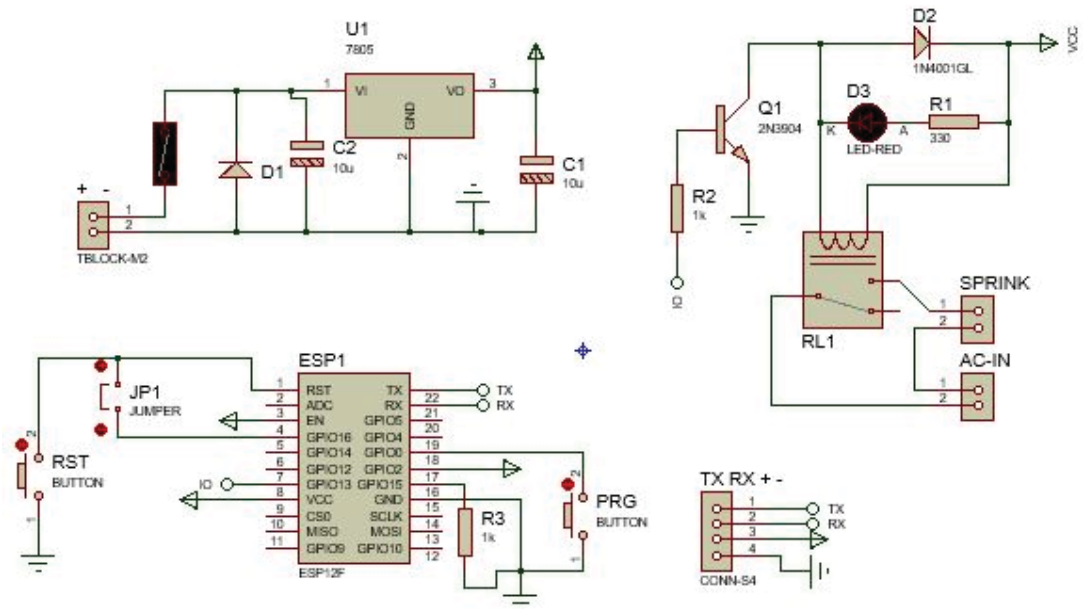 U1
7805
1
VI
VO
3
GND
2
C2
10u
D1
C1
10u
+ -
1
2
TBLOCK-M2
D2
1N4001GL
VCC
D3
K
A
LED-RED
R1
330
Q1
2N3904
R2
1k
IO
RL1
SPRINK
1
2
AC-IN
1
2
ESP1
1
RST
TX
22
TX
2
ADC
RX
21
RX
3
EN
GPIO5
20
4
GPIO16
GPIO4
19
5
GPIO14
GPIO0
18
6
GPIO12
GPIO2
17
IO
7
GPIO13
GPIO15
16
8
VCC
GND
15
9
CS0
SCLK
14
10
MISO
MOSI
13
11
GPIO9
GPIO10
12
ESP12F
JP1
JUMPER
2
RST
BUTTON
1
R3
1k
2
PRG
BUTTON
1
TX RX + -
1
TX
2
RX
3
4
CONN-S4